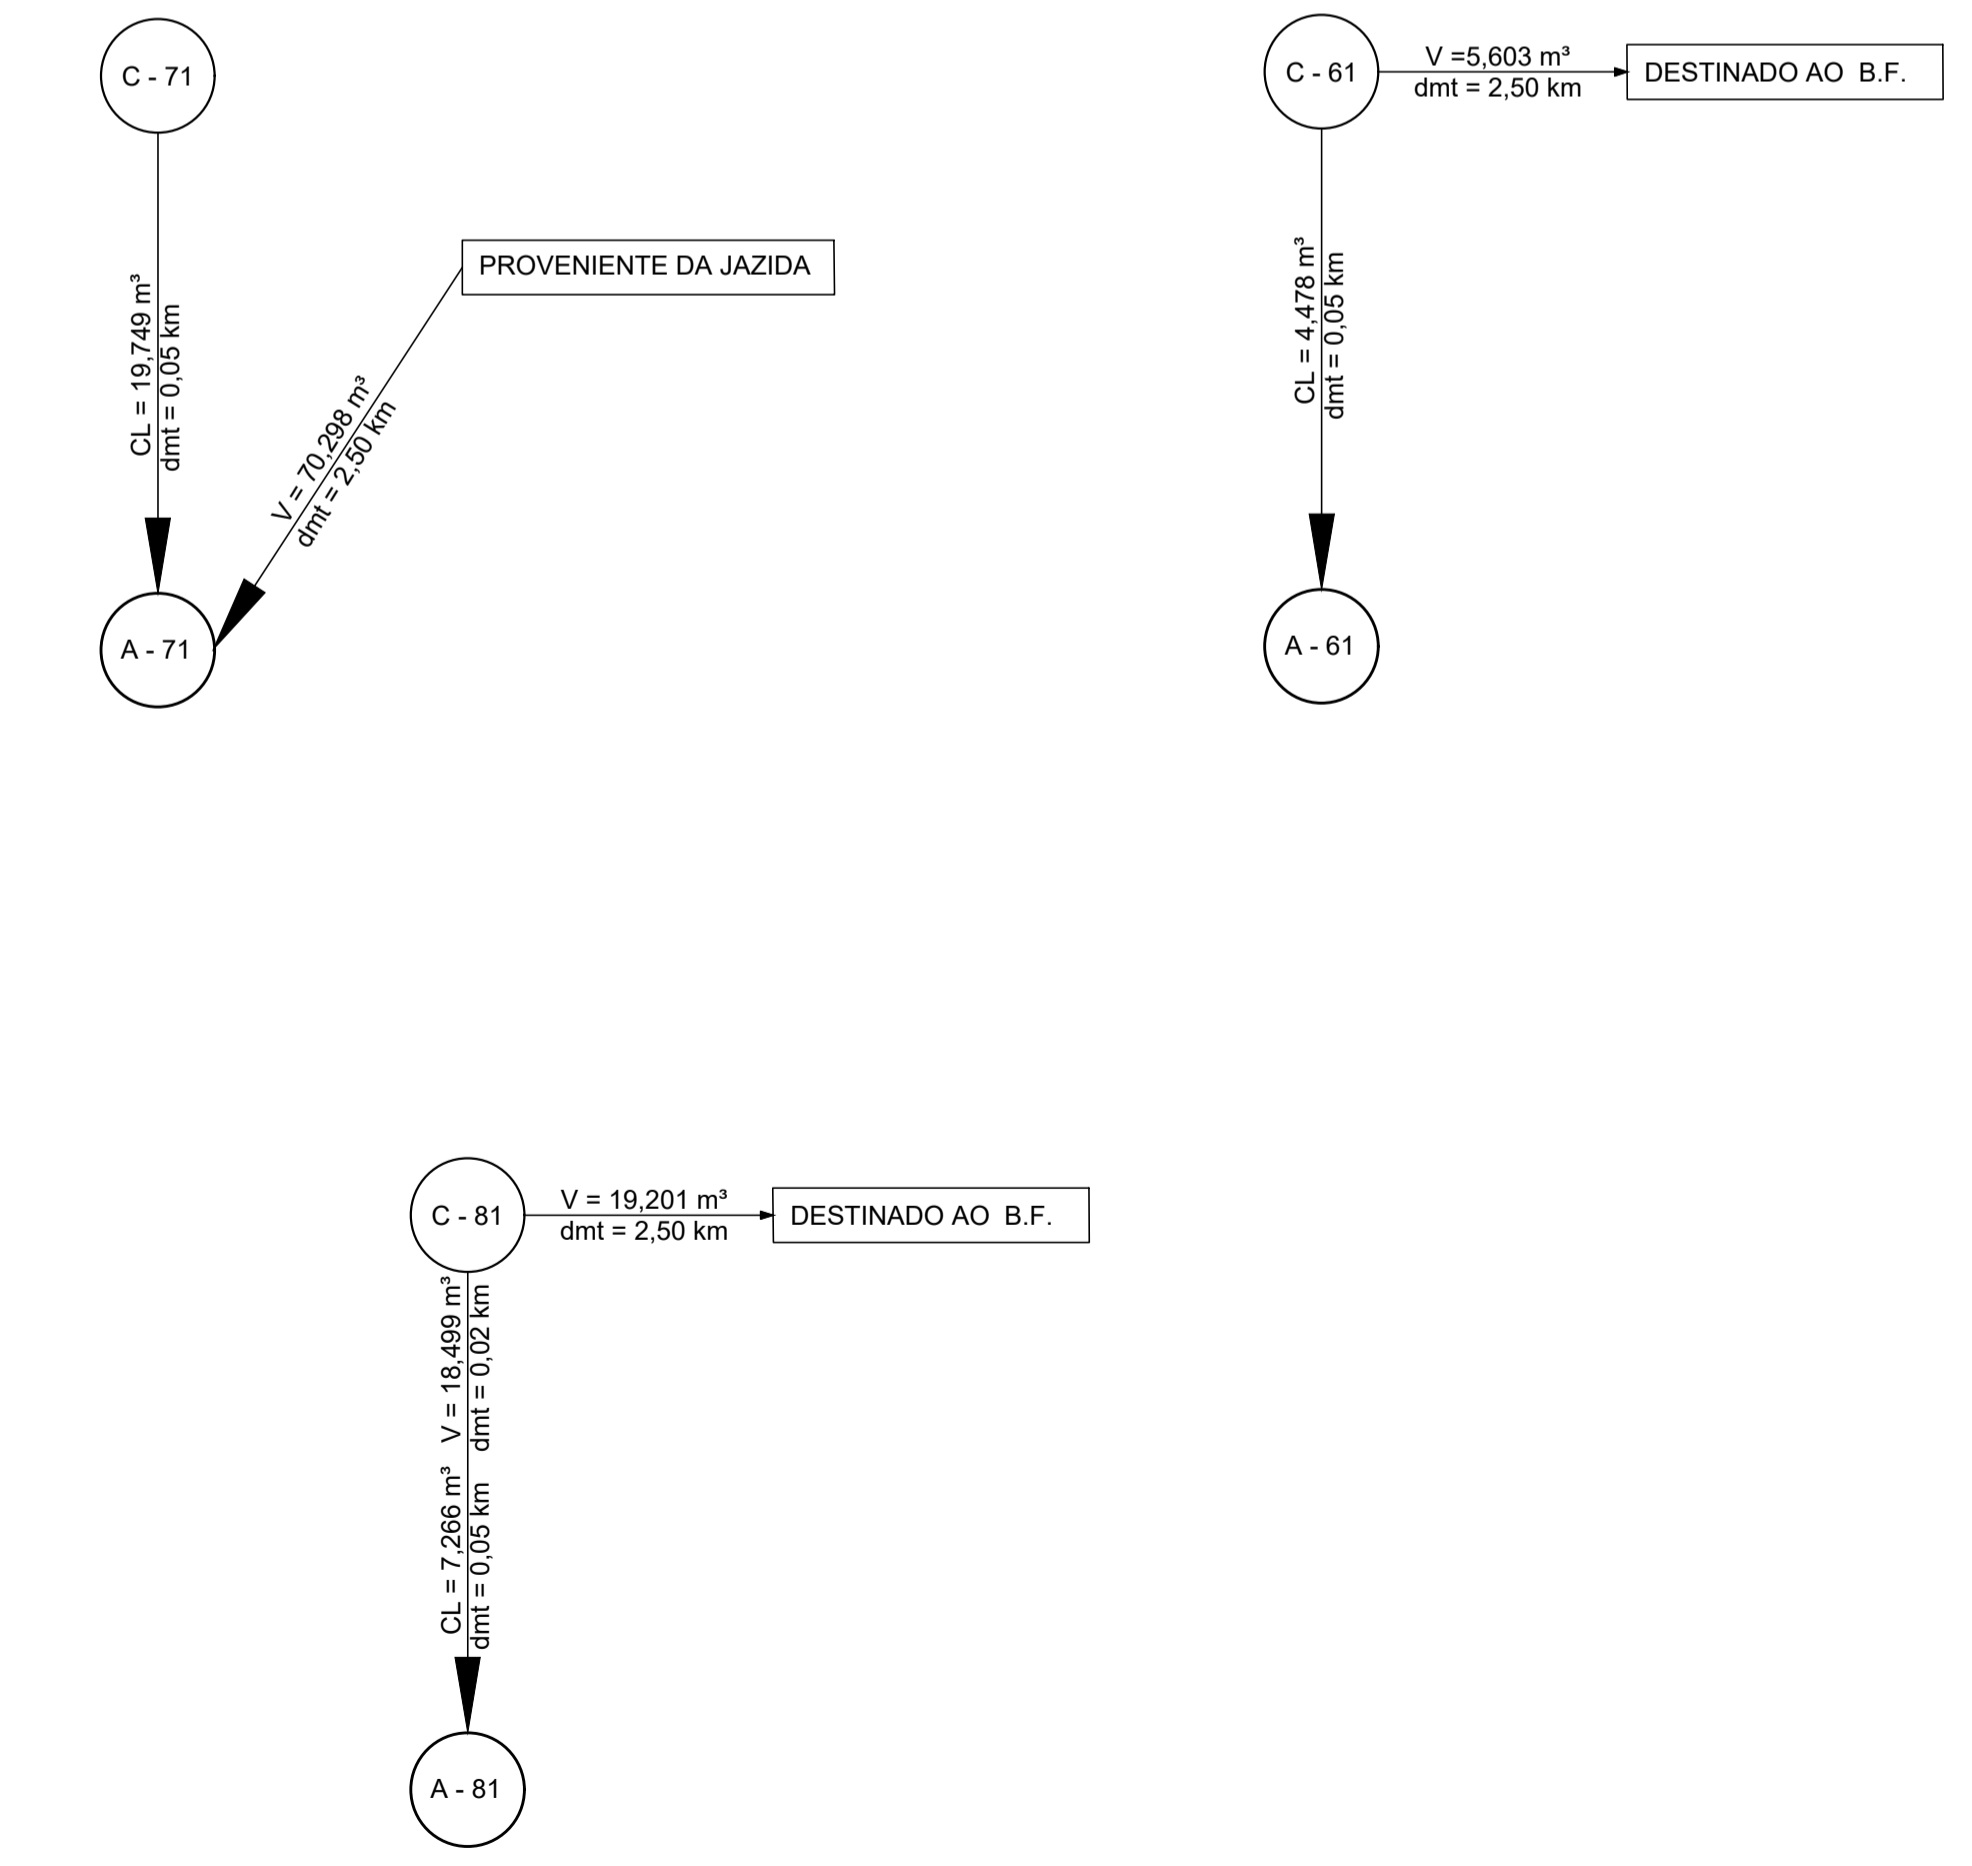 C - 71
CL = 19,749 m³
dmt = 0,05 km
PROVENIENTE DA JAZIDA
V = 70,298 m³
dmt = 2,50 km
A - 71
C - 61
V =5,603 m³
dmt = 2,50 km
DESTINADO AO B.F.
CL = 4,478 m³
dmt = 0,05 km
A - 61
C - 81
V = 19,201 m³
dmt = 2,50 km
DESTINADO AO B.F.
CL = 7,266 m³ V = 18,499 m³
dmt = 0,05 km dmt = 0,02 km
A - 81